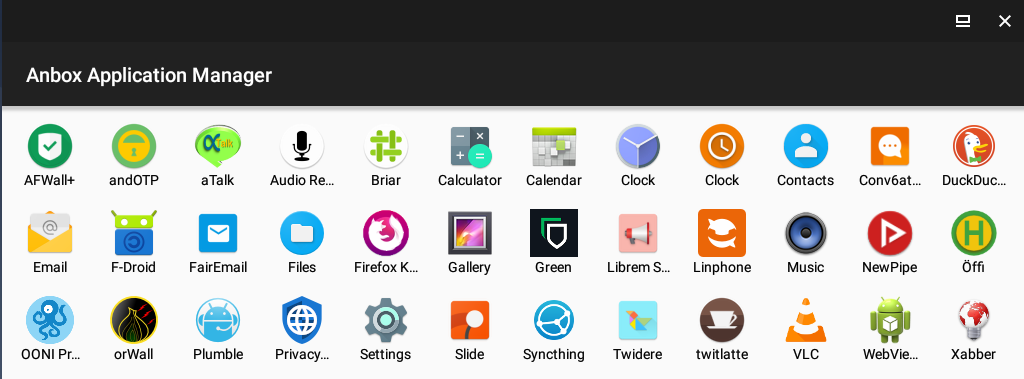 Anbox Application Manager
AFWall+ andOTP aTalk Audio Re... Briar Calculator Calendar Clock Clock Contacts Conv6at... DuckDuc...
Email F-Droid FairEmail Files Firefox K... Gallery Green Librem S... Linphone Music NewPipe Öffi
OONI Pr... orWall Plumble Privacy... Settings Slide Syncthing Twidere twitlatte VLC WebVie... Xabber